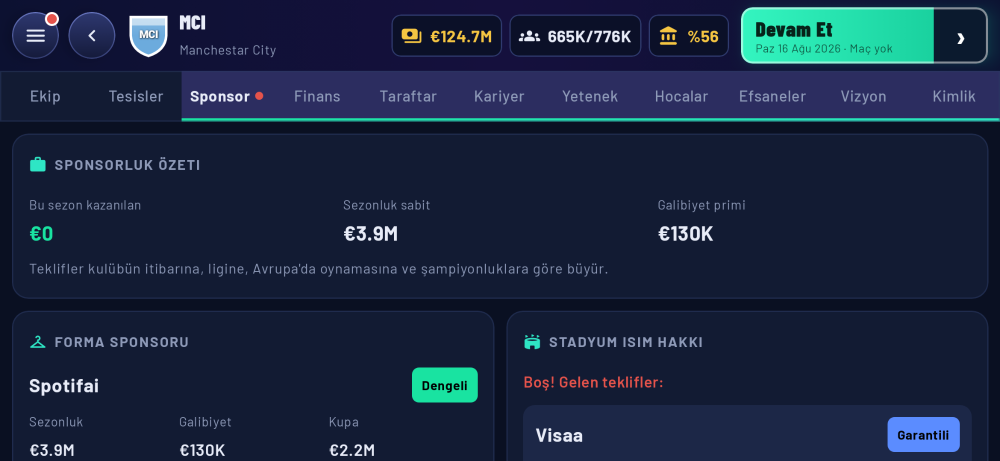 MCI
MCI
Manchestar City
€124.7M
665K/776K
%56
Devam Et
Paz 16 Ağu 2026 · Maç yok
Ekip
Tesisler
Sponsor
Finans
Taraftar
Kariyer
Yetenek
Hocalar
Efsaneler
Vizyon
Kimlik
SPONSORLUK ÖZETI
Bu sezon kazanılan
Sezonluk sabit
Galibiyet primi
€0
€3.9M
€130K
Teklifler kulübün itibarına, ligine, Avrupa'da oynamasına ve şampiyonluklara göre büyür.
FORMA SPONSORU
Spotifai
Dengeli
Sezonluk
Galibiyet
Kupa
€3.9M
€130K
€2.2M
STADYUM ISIM HAKKI
Boş! Gelen teklifler:
Visaa
Garantili